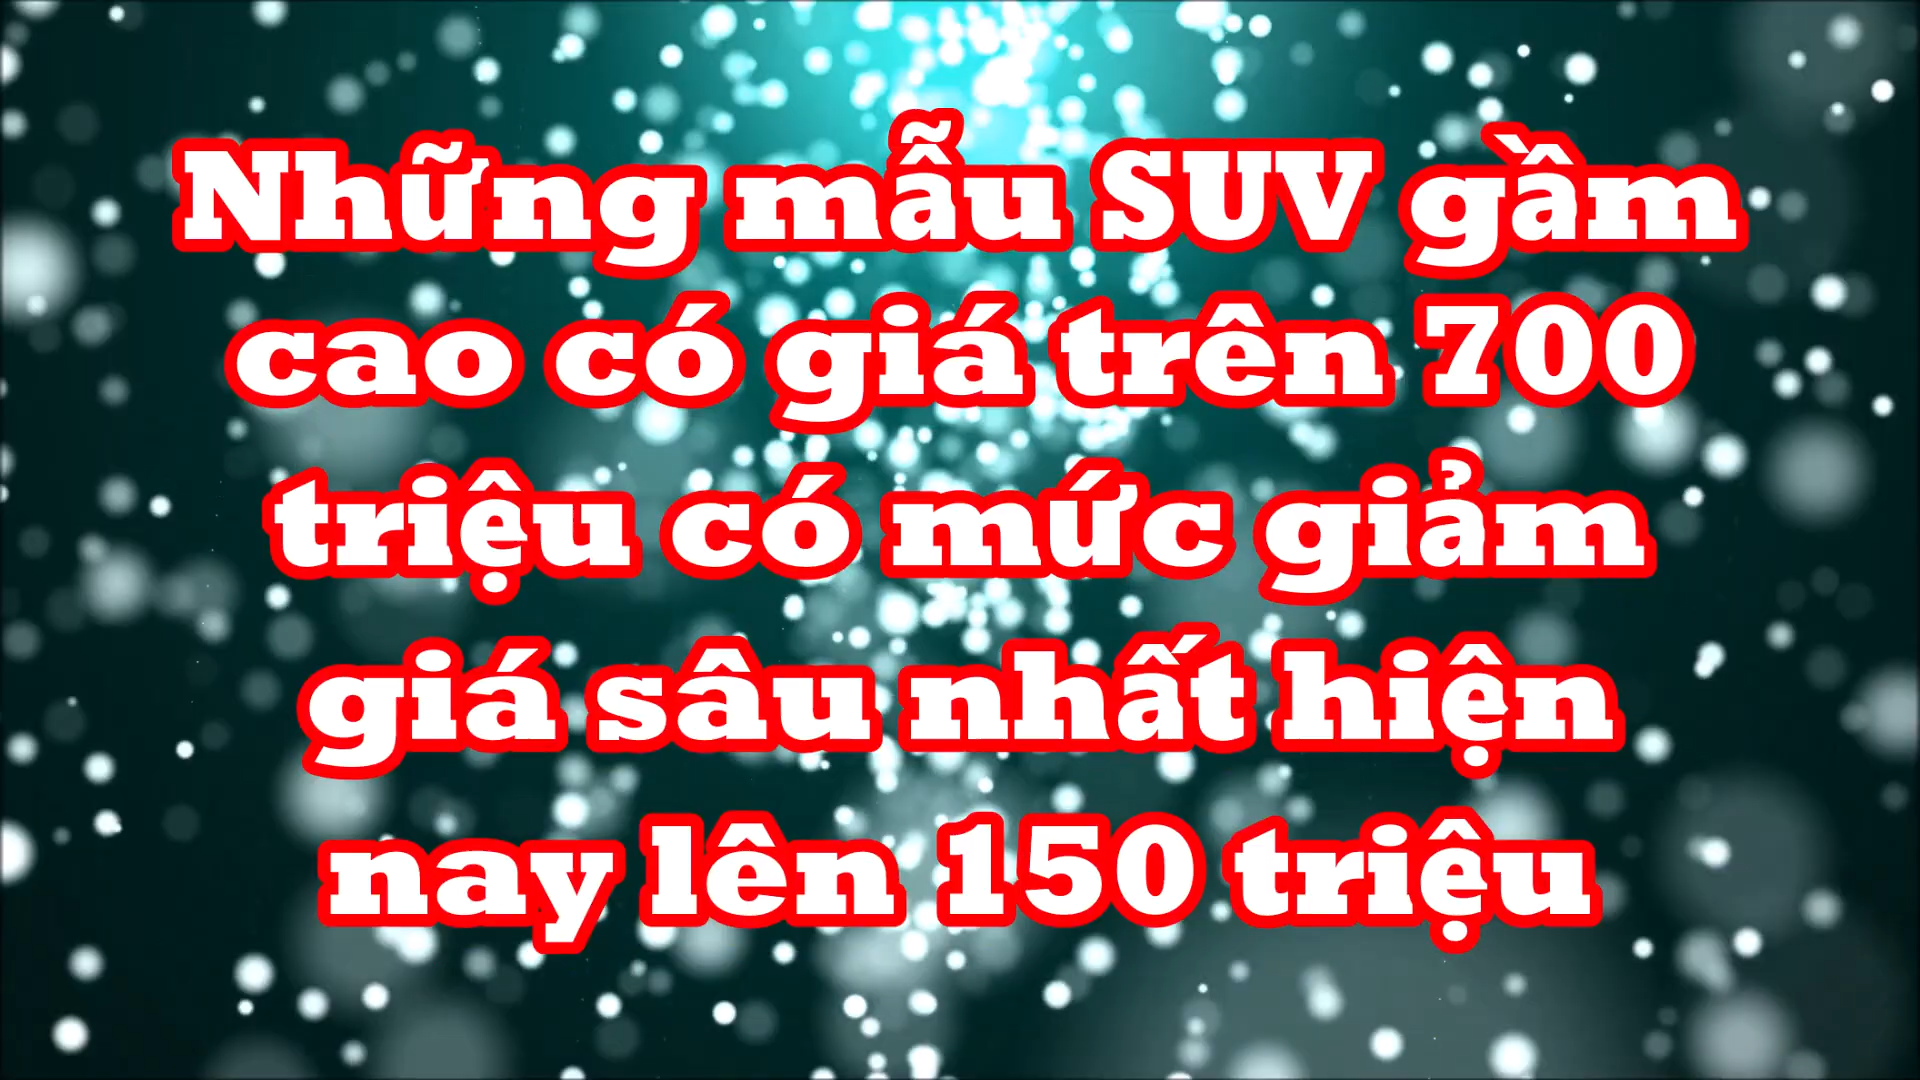 Những mẫu SUV gầm
cao có giá trên 700
triệu có mức giảm
giá sâu nhất hiện
nay lên 150 triệu